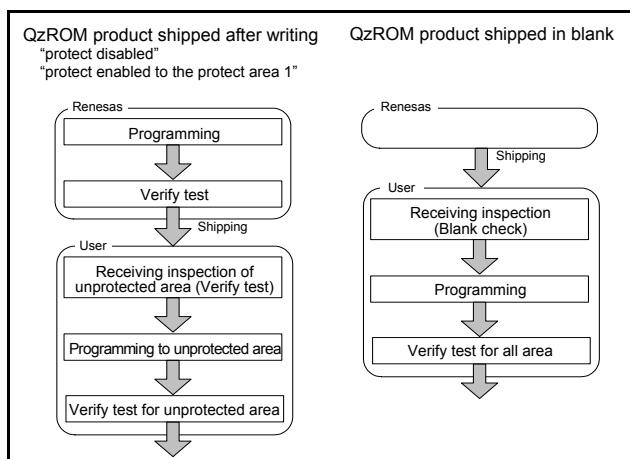 QzROM product shipped after writing
“protect disabled”
“protect enabled to the protect area 1”
Renesas
Programming
Verify test
Shipping
User
Receiving inspection of
unprotected area (Verify test)
Programming to unprotected area
Verify test for unprotected area
QzROM product shipped in blank
Renesas
Shipping
User
Receiving inspection
(Blank check)
Programming
Verify test for all area